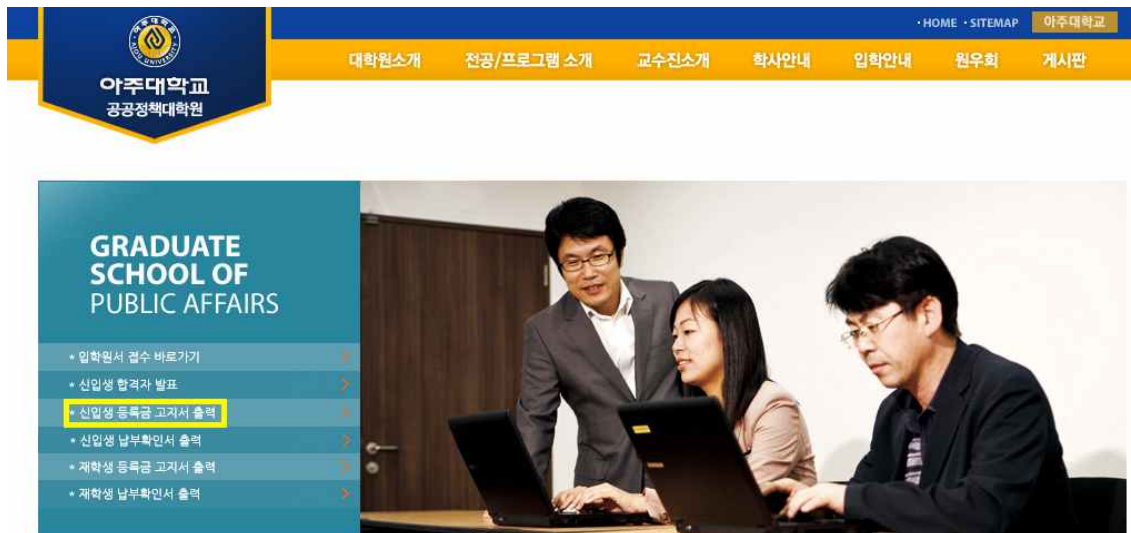 ·HOME ·SITEMAP 아주대학교
아주대학교
AJOU UNIVERSITY
아주대학교
공공정책대학원
대학원소개 전공/프로그램 소개 교수진소개 학사안내 입학안내 원우회 게시판
GRADUATE
SCHOOL OF
PUBLIC AFFAIRS
• 입학원서 접수 바로가기
• 신입생 합격자 발표
• 신입생 등록금 고지서 출력
• 신입생 납부확인서 출력
• 재학생 등록금 고지서 출력
• 재학생 납부확인서 출력